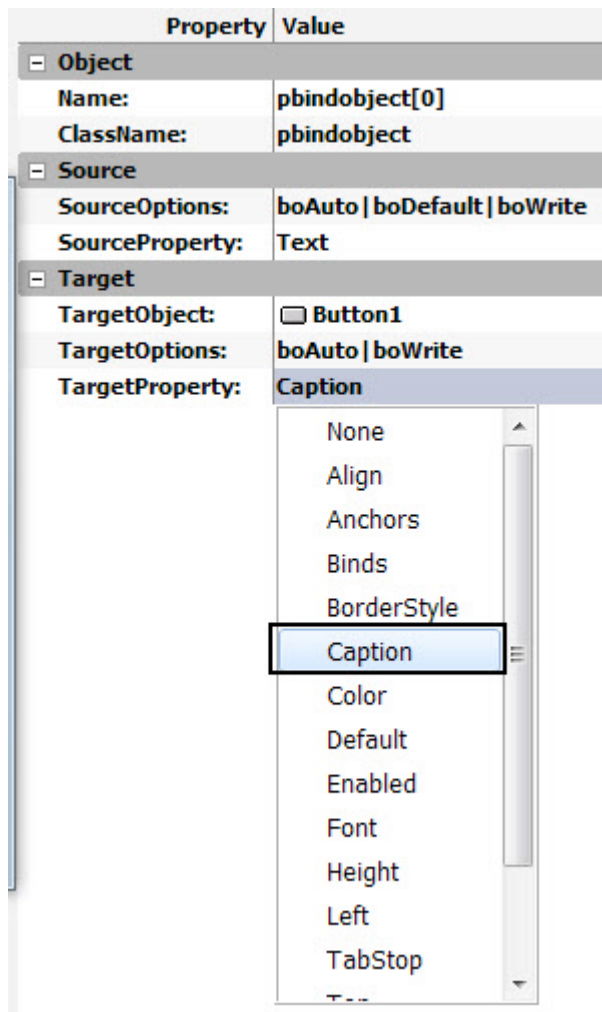 Property Value
Object
Name: pbindobject[0]
ClassName: pbindobject
Source
SourceOptions: boAuto|boDefault|boWrite
SourceProperty: Text
Target
TargetObject: Button1
TargetOptions: boAuto|boWrite
TargetProperty: Caption
None
Align
Anchors
Binds
BorderStyle
Caption
Color
Default
Enabled
Font
Height
Left
TabStop